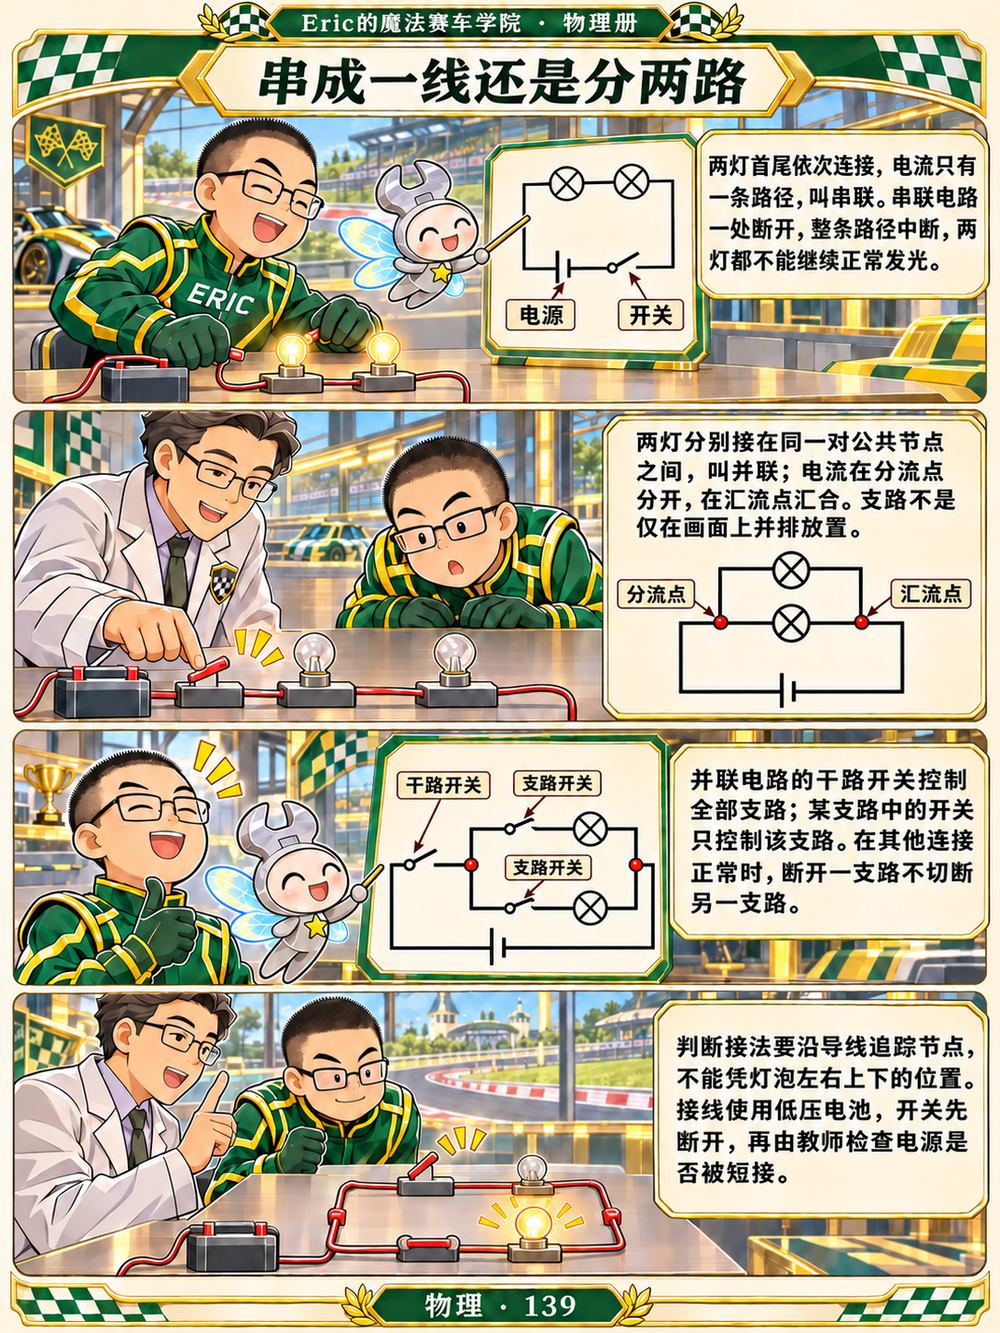 Eric的魔法赛车学院 · 物理册
串成一线还是分两路
ERIC
电源
开关
两灯首尾依次连接，电流只有
一条路径，叫串联。串联电路
一处断开，整条路径中断，两
灯都不能继续正常发光。
两灯分别接在同一对公共节点
之间，叫并联；电流在分流点
分开，在汇流点汇合。支路不是
仅在画面上并排放置。
分流点
汇流点
干路开关
支路开关
支路开关
并联电路的干路开关控制
全部支路；某支路中的开关
只控制该支路。在其他连接
正常时，断开一支路不切断
另一支路。
判断接法要沿导线追踪节点，
不能凭灯泡左右上下的位置。
接线使用低压电池，开关先
断开，再由教师检查电源是
否被短接。
物理 · 139